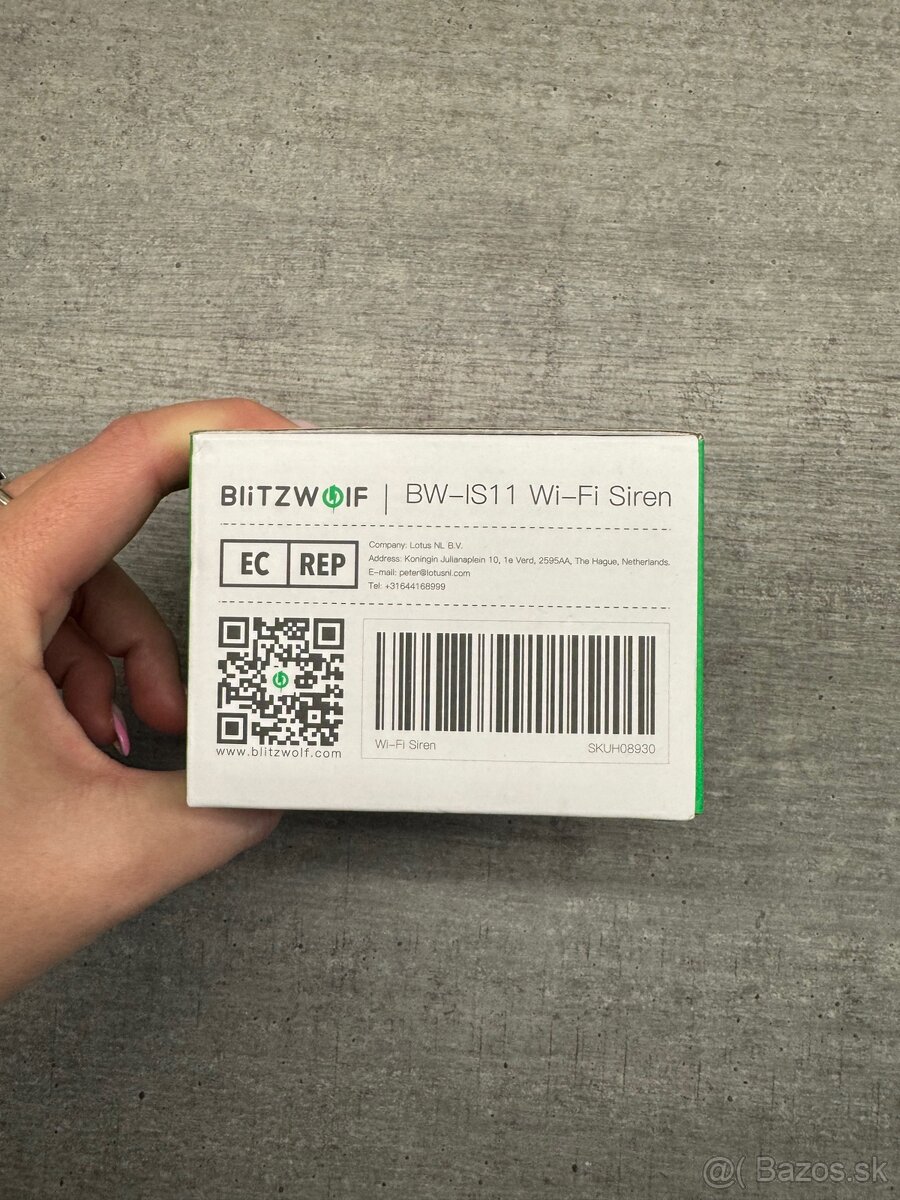 BLiTZWOLF | BW-IS11 Wi-Fi Siren
EC REP
Company: Lotus NL B.V.
Address: Koningin Julianaplein 10, 1e Verd, 2595AA, The Hague, Netherlands.
E-mail: peter@lotusnl.com
Tel: +31644168999
www.blitzwolf.com
Wi-Fi Siren SKUH08930
@( Bazos.sk